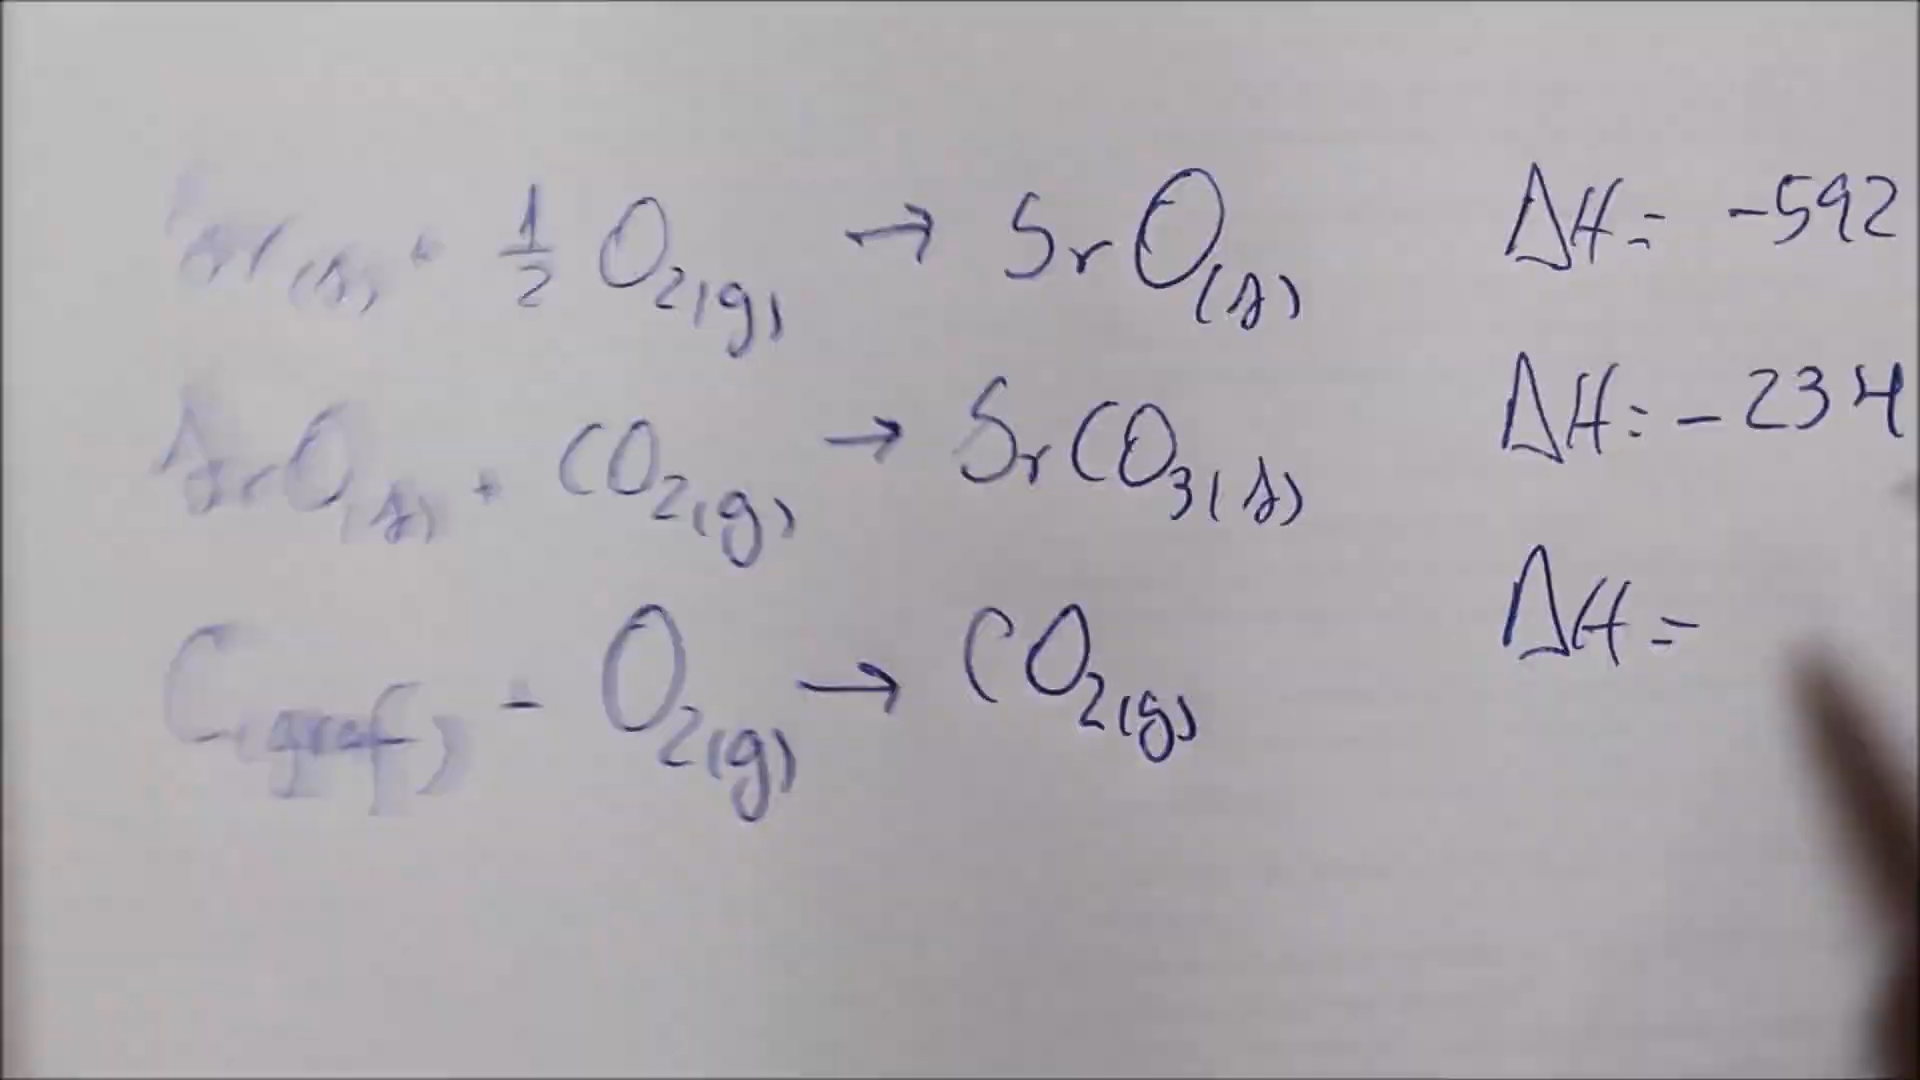 Sr(s) + 1/2 O2(g) → SrO(s) ΔH = -592
SrO(s) + CO2(g) → SrCO3(s) ΔH = -234
C(graf) + O2(g) → CO2(g) ΔH =